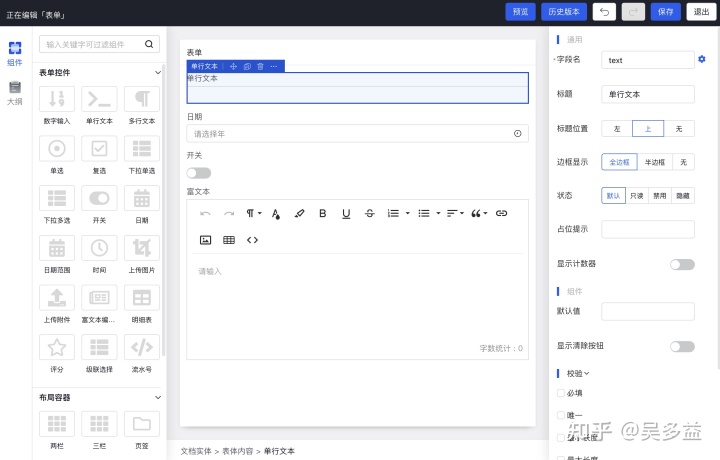 正在编辑「表单」
预览
历史版本
保存
退出
组件
大纲
输入关键字可过滤组件
表单控件
数字输入
单行文本
多行文本
单选
复选
下拉单选
下拉多选
开关
日期
日期范围
时间
上传图片
上传附件
富文本编...
明细表
评分
级联选择
流水号
布局容器
两栏
三栏
页签
表单
单行文本
单行文本
日期
请选择年
开关
富文本
请输入
字数统计：0
文档实体 > 表体内容 > 单行文本
通用
*字段名
text
标题
单行文本
标题位置
左
上
无
边框显示
全边框
半边框
无
状态
默认
只读
禁用
隐藏
占位提示
显示计数器
组件
默认值
显示清除按钮
校验
必填
唯一
最大长度
知乎 @吴多益